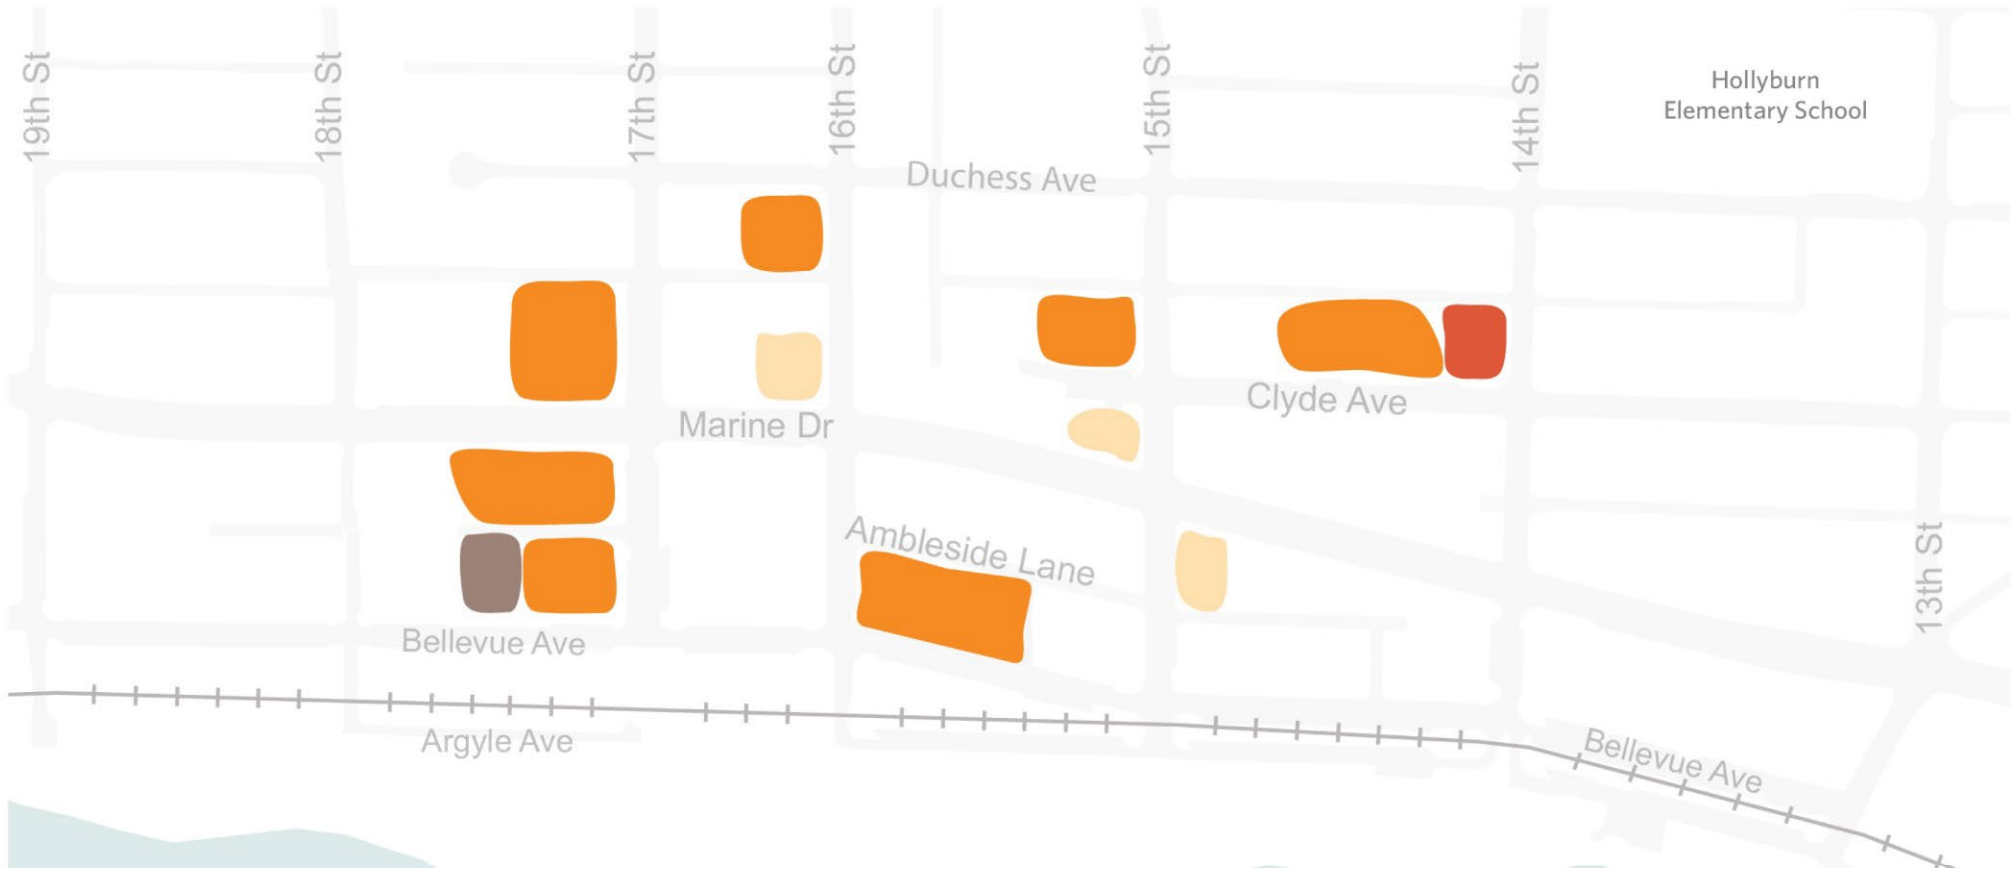 19th St
18th St
17th St
16th St
15th St
14th St
Hollyburn
Elementary School
Duchess Ave
Clyde Ave
Marine Dr
Ambleside Lane
13th St
Bellevue Ave
Argyle Ave
Bellevue Ave